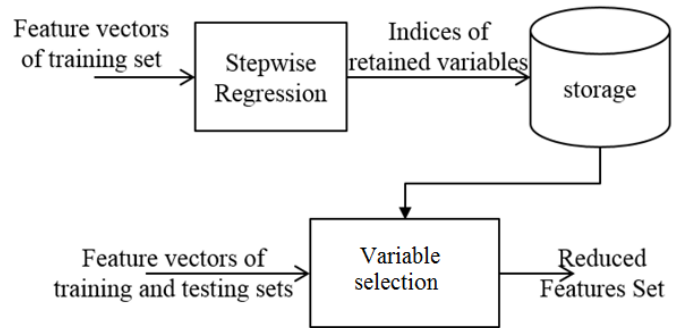 Feature vectors
of training set
Stepwise
Regression
Indices of
retained variables
storage
Feature vectors of
training and testing sets
Variable
selection
Reduced
Features Set